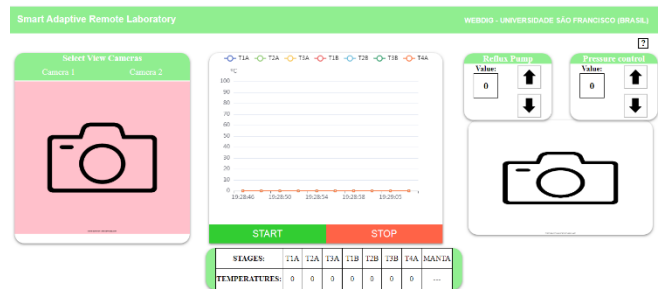 Smart Adaptive Remote Laboratory
WEBDIO - UNIVERSIDADE SÃO FRANCISCO (BRASIL)
?
Select View Cameras
Camera 1 Camera 2
T1A T2A T3A T1B T2B T3B T4A
ºC
100
90
80
70
60
50
40
30
20
10
0
19:28:46 19:28:50 19:28:54 19:28:58 19:29:05
START STOP
STAGES: T1A T2A T3A T1B T2B T3B T4A MANTA
TEMPERATURES: 0 0 0 0 0 0 0 ---
Reflux Pump
Value:
0
Pressure control
Value:
0